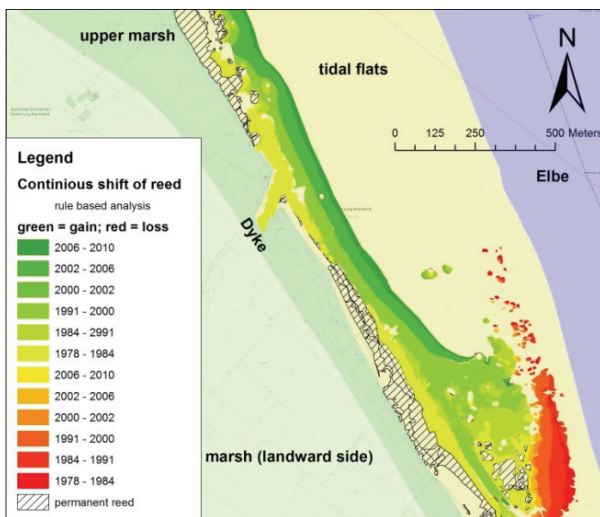 upper marsh
tidal flats
N
0 125 250 500 Meters
Elbe
Dyke
marsh (landward side)
Legend
Continious shift of reed
rule based analysis
green = gain; red = loss
2006 - 2010
2002 - 2006
2000 - 2002
1991 - 2000
1984 - 2991
1978 - 1984
2006 - 2010
2002 - 2006
2000 - 2002
1991 - 2000
1984 - 1991
1978 - 1984
permanent reed